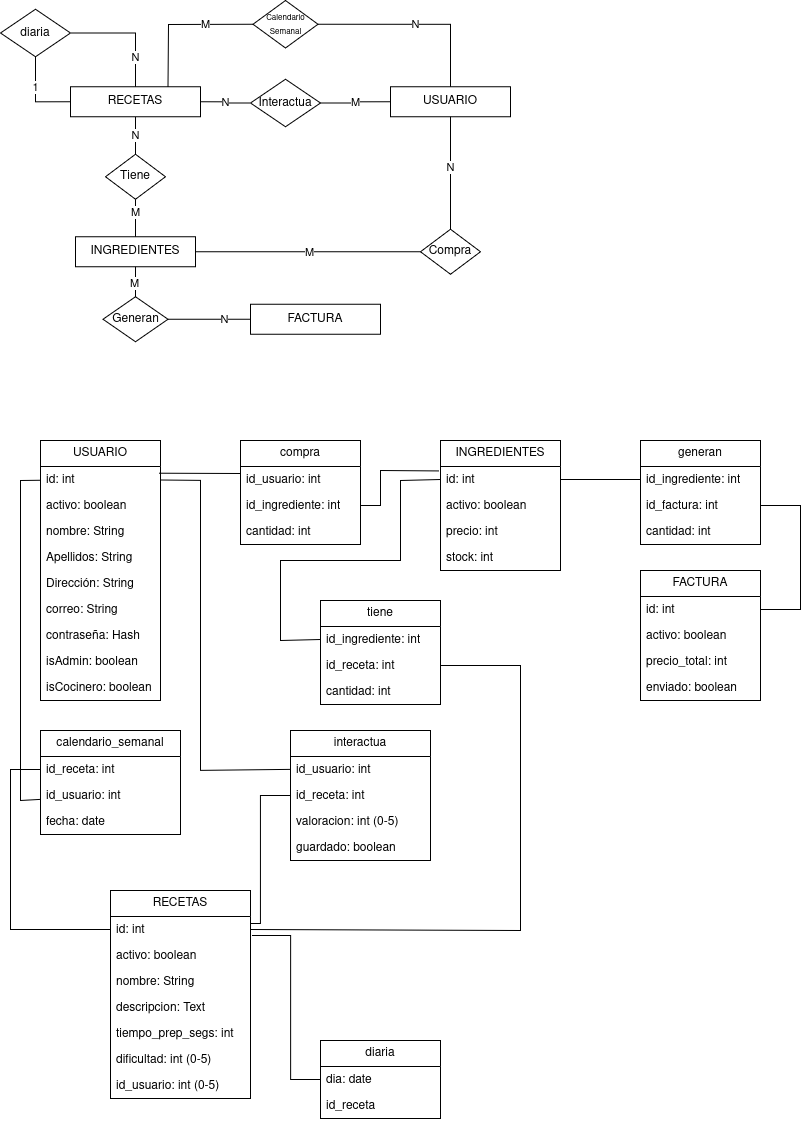 Calendario
Semanal
M
N
diaria
N
1
RECETAS
N
Interactua
M
USUARIO
N
Tiene
M
N
INGREDIENTES
M
Compra
M
Generan
N
FACTURA
USUARIO
id: int
activo: boolean
nombre: String
Apellidos: String
Dirección: String
correo: String
contraseña: Hash
isAdmin: boolean
isCocinero: boolean
compra
id_usuario: int
id_ingrediente: int
cantidad: int
INGREDIENTES
id: int
activo: boolean
precio: int
stock: int
generan
id_ingrediente: int
id_factura: int
cantidad: int
FACTURA
id: int
activo: boolean
precio_total: int
enviado: boolean
tiene
id_ingrediente: int
id_receta: int
cantidad: int
calendario_semanal
id_receta: int
id_usuario: int
fecha: date
interactua
id_usuario: int
id_receta: int
valoracion: int (0-5)
guardado: boolean
RECETAS
id: int
activo: boolean
nombre: String
descripcion: Text
tiempo_prep_segs: int
dificultad: int (0-5)
id_usuario: int (0-5)
diaria
dia: date
id_receta